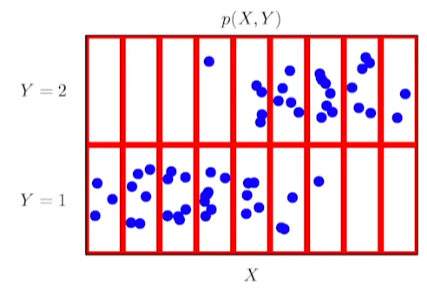 p(X, Y)
Y = 2
Y = 1
X